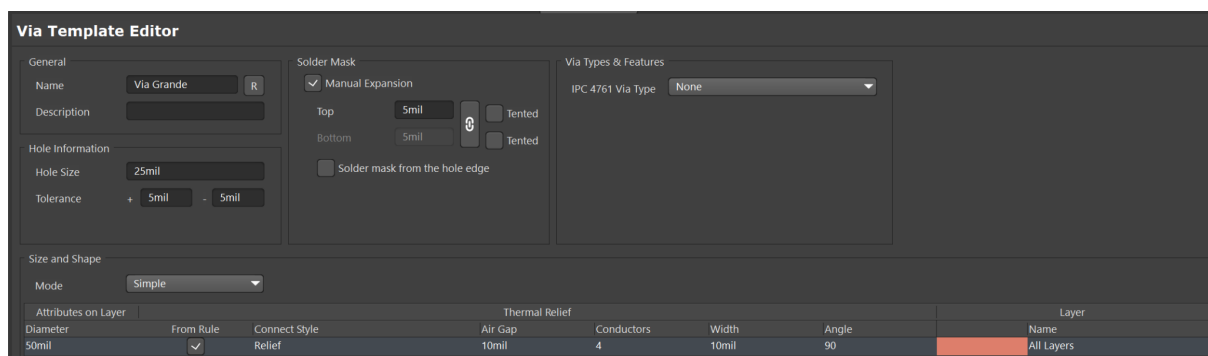 Via Template Editor
General
Name Via Grande R
Description
Hole Information
Hole Size 25mil
Tolerance + 5mil - 5mil
Solder Mask
Manual Expansion
Top 5mil Tented
Bottom 5mil Tented
Solder mask from the hole edge
Via Types & Features
IPC 4761 Via Type None
Size and Shape
Mode Simple
Attributes on Layer Thermal Relief Layer
Diameter From Rule Connect Style Air Gap Conductors Width Angle Name
50mil Relief 10mil 4 10mil 90 All Layers